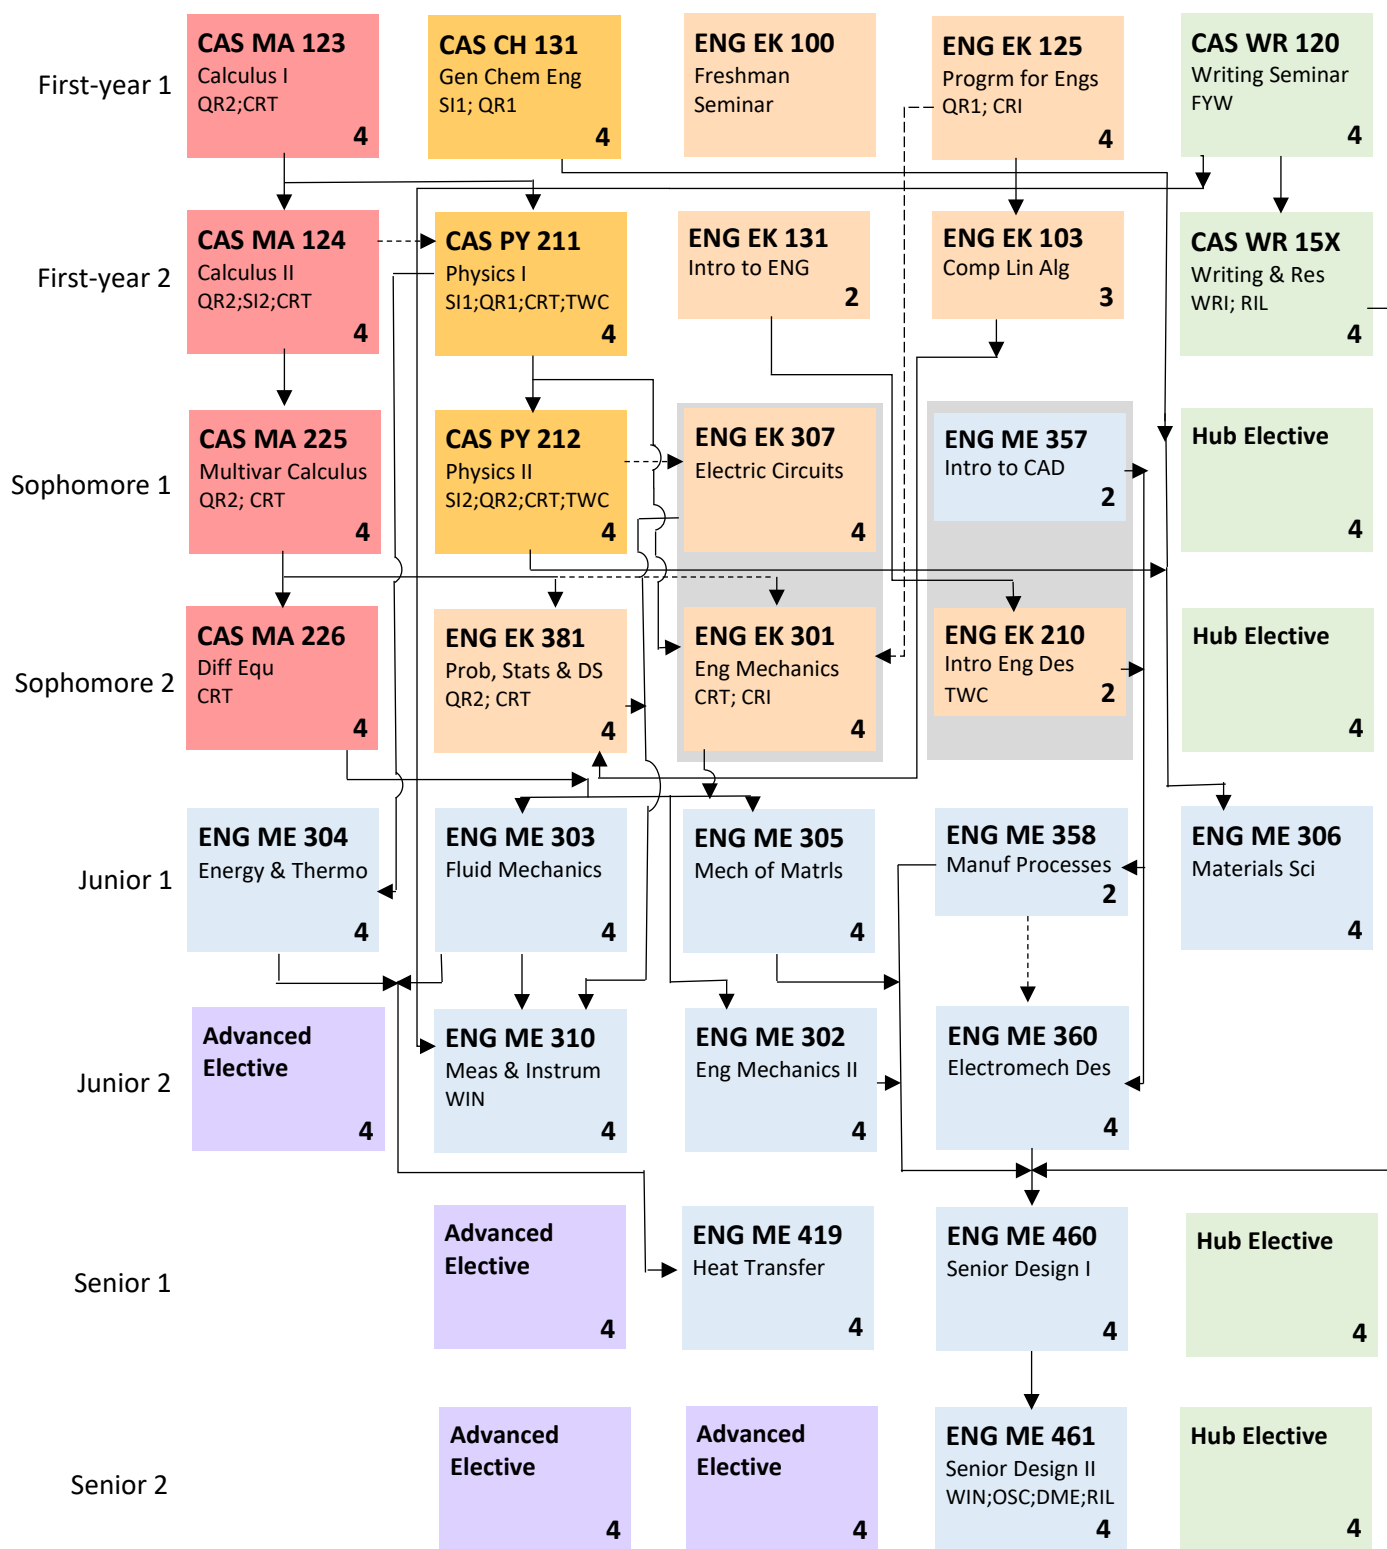 First-year 1
CAS MA 123
Calculus I
QR2;CRT
4
CAS CH 131
Gen Chem Eng
SI1; QR1
4
ENG EK 100
Freshman
Seminar
ENG EK 125
Progrm for Engs
QR1; CRI
4
CAS WR 120
Writing Seminar
FYW
4
First-year 2
CAS MA 124
Calculus II
QR2;SI2;CRT
4
CAS PY 211
Physics I
SI1;QR1;CRT;TWC
4
ENG EK 131
Intro to ENG
2
ENG EK 103
Comp Lin Alg
3
CAS WR 15X
Writing & Res
WRI; RIL
4
Sophomore 1
CAS MA 225
Multivar Calculus
QR2; CRT
4
CAS PY 212
Physics II
SI2;QR2;CRT;TWC
4
ENG EK 307
Electric Circuits
4
ENG ME 357
Intro to CAD
2
Hub Elective
4
Sophomore 2
CAS MA 226
Diff Equ
CRT
4
ENG EK 381
Prob, Stats & DS
QR2; CRT
4
ENG EK 301
Eng Mechanics
CRT; CRI
4
ENG EK 210
Intro Eng Des
TWC
2
Hub Elective
4
Junior 1
ENG ME 304
Energy & Thermo
4
ENG ME 303
Fluid Mechanics
4
ENG ME 305
Mech of Matrls
4
ENG ME 358
Manuf Processes
2
ENG ME 306
Materials Sci
4
Junior 2
Advanced
Elective
4
ENG ME 310
Meas & Instrum
WIN
4
ENG ME 302
Eng Mechanics II
4
ENG ME 360
Electromech Des
4
Senior 1
Advanced
Elective
4
ENG ME 419
Heat Transfer
4
ENG ME 460
Senior Design I
4
Hub Elective
4
Senior 2
Advanced
Elective
4
Advanced
Elective
4
ENG ME 461
Senior Design II
WIN;OSC;DME;RIL
4
Hub Elective
4